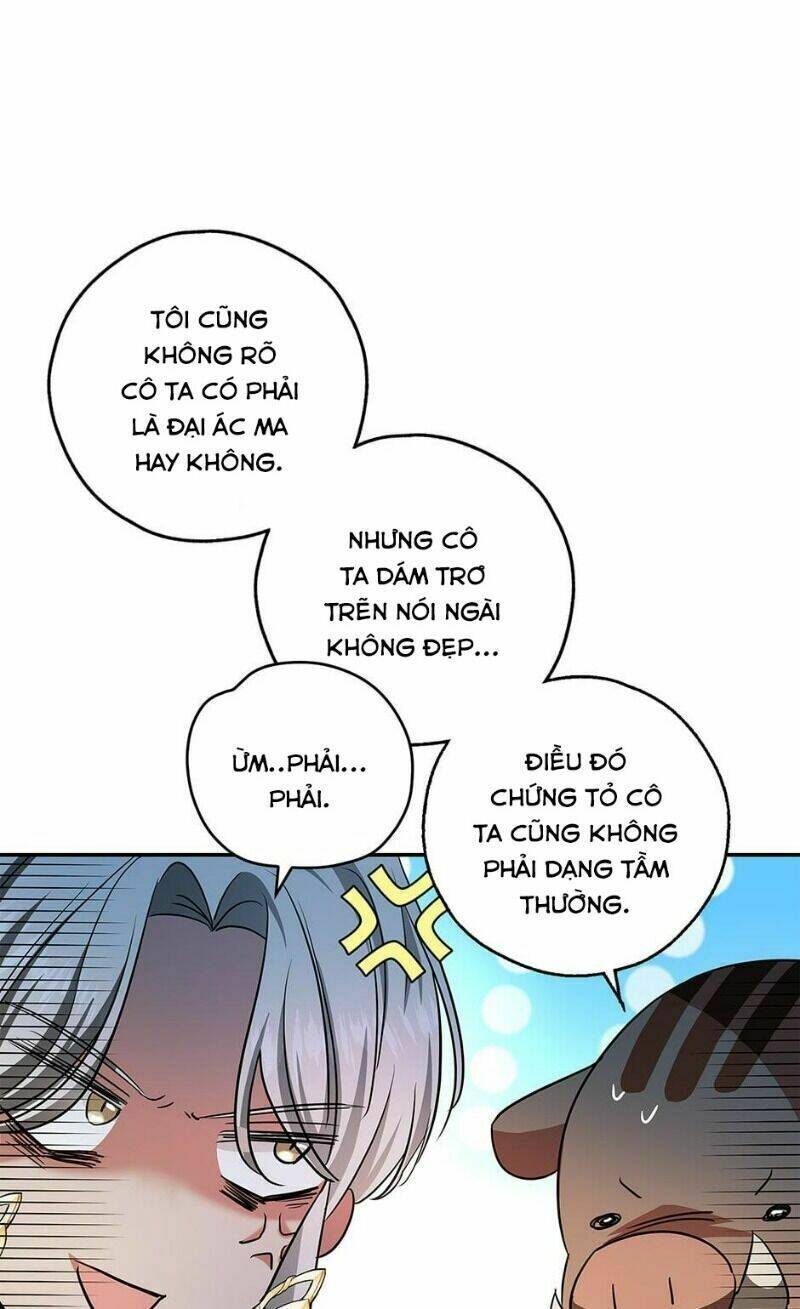 TÔI CŨNG
KHÔNG RÕ
CÔ TA CÓ PHẢI
LÀ ĐẠI ÁC MA
HAY KHÔNG.
NHƯNG CÔ
TA DÁM TRƠ
TRẼN NÓI NGÀI
KHÔNG ĐẸP...
ỪM..PHẢI...
PHẢI.
ĐIỀU ĐÓ
CHỨNG TỎ CÔ
TA CŨNG KHÔNG
PHẢI DẠNG TẦM
THƯỜNG.